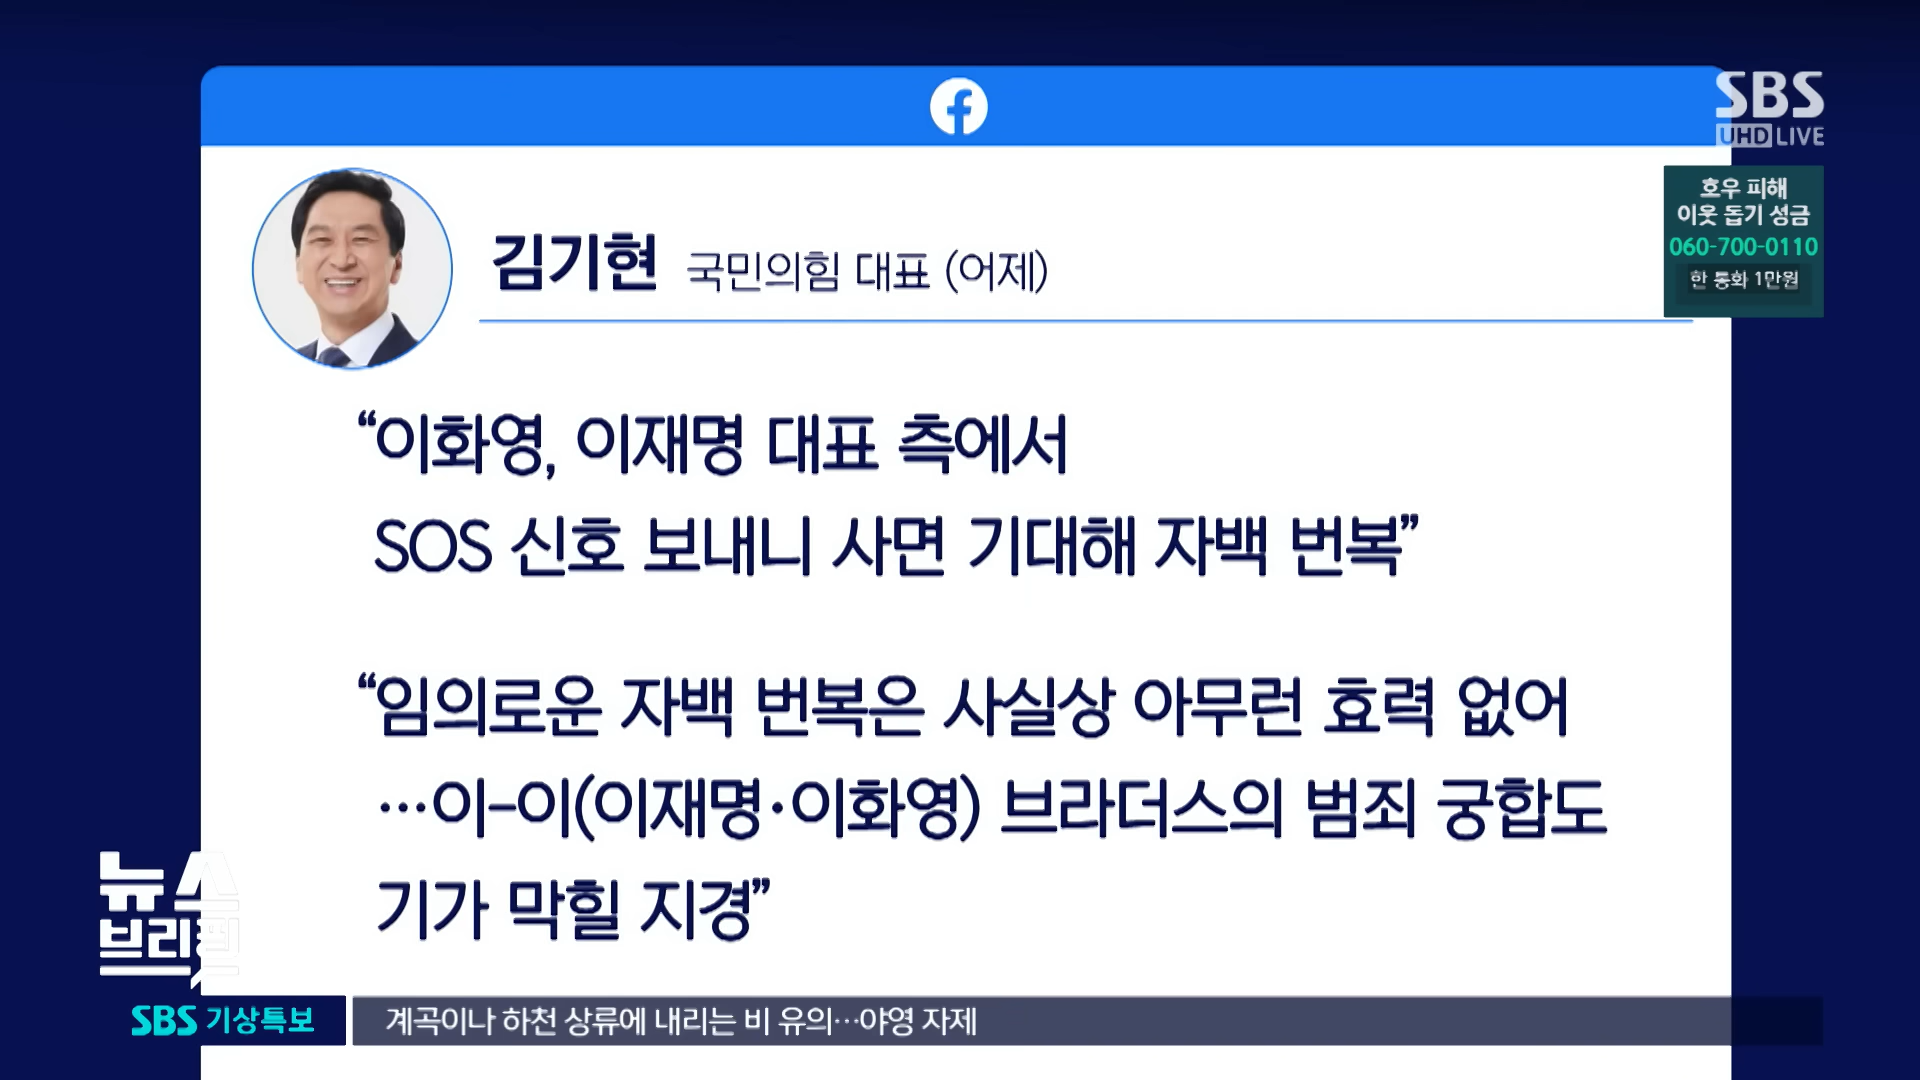 SBS
UHD LIVE
호우 피해
이웃 돕기 성금
060-700-0110
한 통화 1만원
김기현 국민의힘 대표 (어제)
“이화영, 이재명 대표 측에서
SOS 신호 보내니 사면 기대해 자백 번복”
“임의로운 자백 번복은 사실상 아무런 효력 없어
…이-이(이재명·이화영) 브라더스의 범죄 궁합도
기가 막힐 지경”
뉴스
브리핑
SBS 기상특보
계곡이나 하천 상류에 내리는 비 유의…야영 자제